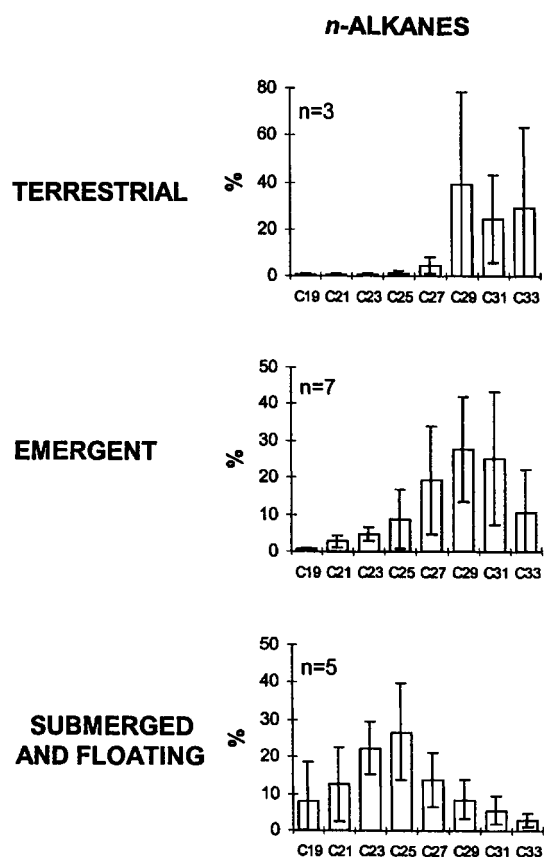 n-ALKANES
TERRESTRIAL
%
n=3
80
60
40
20
0
C19 C21 C23 C25 C27 C29 C31 C33
EMERGENT
%
n=7
50
40
30
20
10
0
C19 C21 C23 C25 C27 C29 C31 C33
SUBMERGED
AND FLOATING
%
n=5
50
40
30
20
10
0
C19 C21 C23 C25 C27 C29 C31 C33